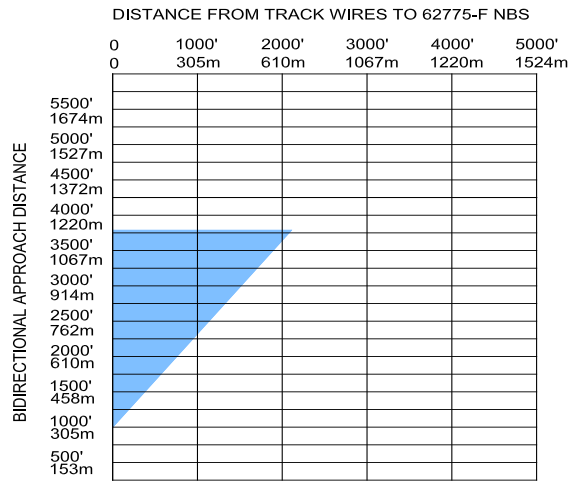 DISTANCE FROM TRACK WIRES TO 62775-F NBS
0 1000' 2000' 3000' 4000' 5000'
0 305m 610m 1067m 1220m 1524m
BIDIRECTIONAL APPROACH DISTANCE
5500'
1674m
5000'
1527m
4500'
1372m
4000'
1220m
3500'
1067m
3000'
914m
2500'
762m
2000'
610m
1500'
458m
1000'
305m
500'
153m